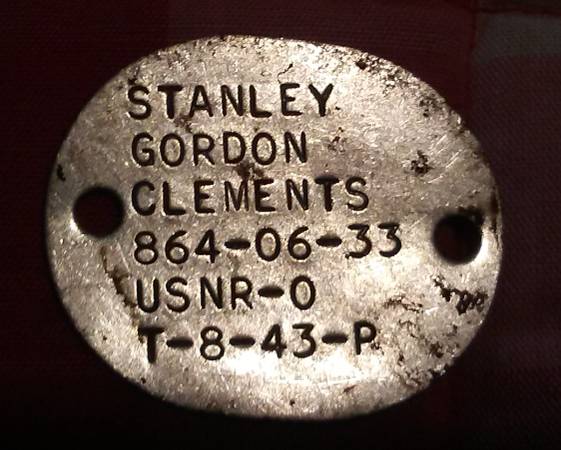 STANLEY
GORDON
CLEMENTS
864-06-33
USNR-O
T-8-43-P